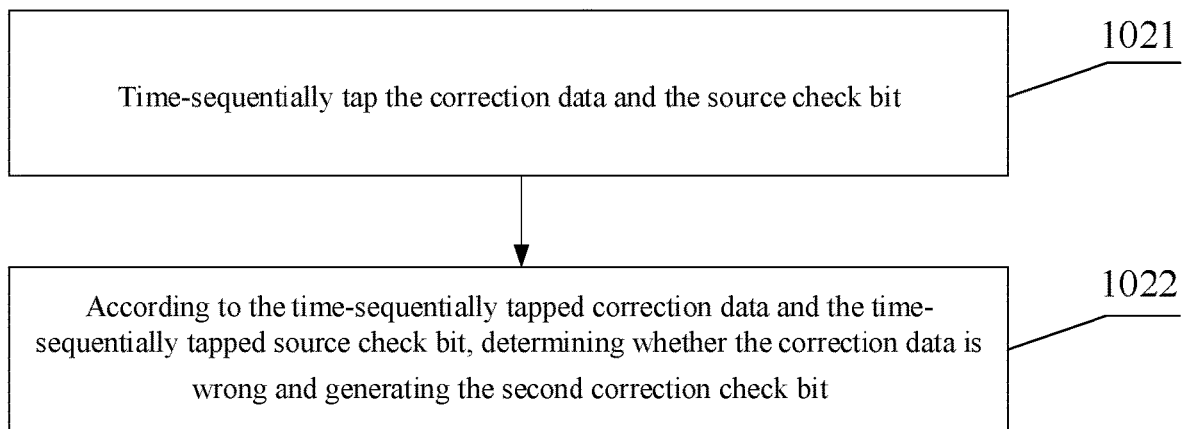 1021
Time-sequentially tap the correction data and the source check bit
1022
According to the time-sequentially tapped correction data and the time-
sequentially tapped source check bit, determining whether the correction data is
wrong and generating the second correction check bit